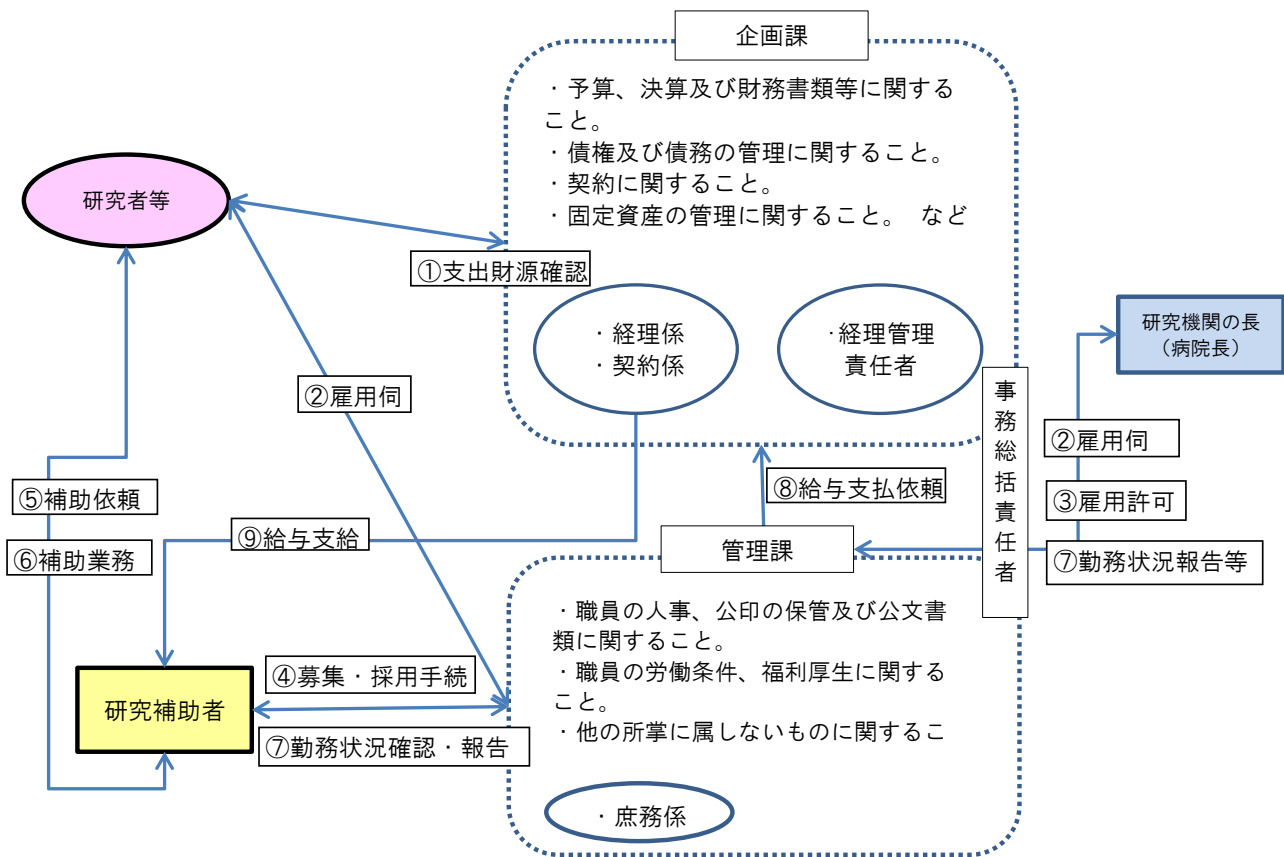 企画課
・予算、決算及び財務書類等に関する
こと。
・債権及び債務の管理に関すること。
・契約に関すること。
・固定資産の管理に関すること。 など
研究者等
①支出財源確認
・経理係
・契約係
・経理管理
責任者
研究機関の長
（病院長）
②雇用伺
事務総括責任者
②雇用伺
⑤補助依頼
⑧給与支払依頼
③雇用許可
⑨給与支給
⑥補助業務
管理課
⑦勤務状況報告等
・職員の人事、公印の保管及び公文書
類に関すること。
・職員の労働条件、福利厚生に関する
こと。
・他の所掌に属しないものに関するこ
④募集・採用手続
研究補助者
⑦勤務状況確認・報告
・庶務係